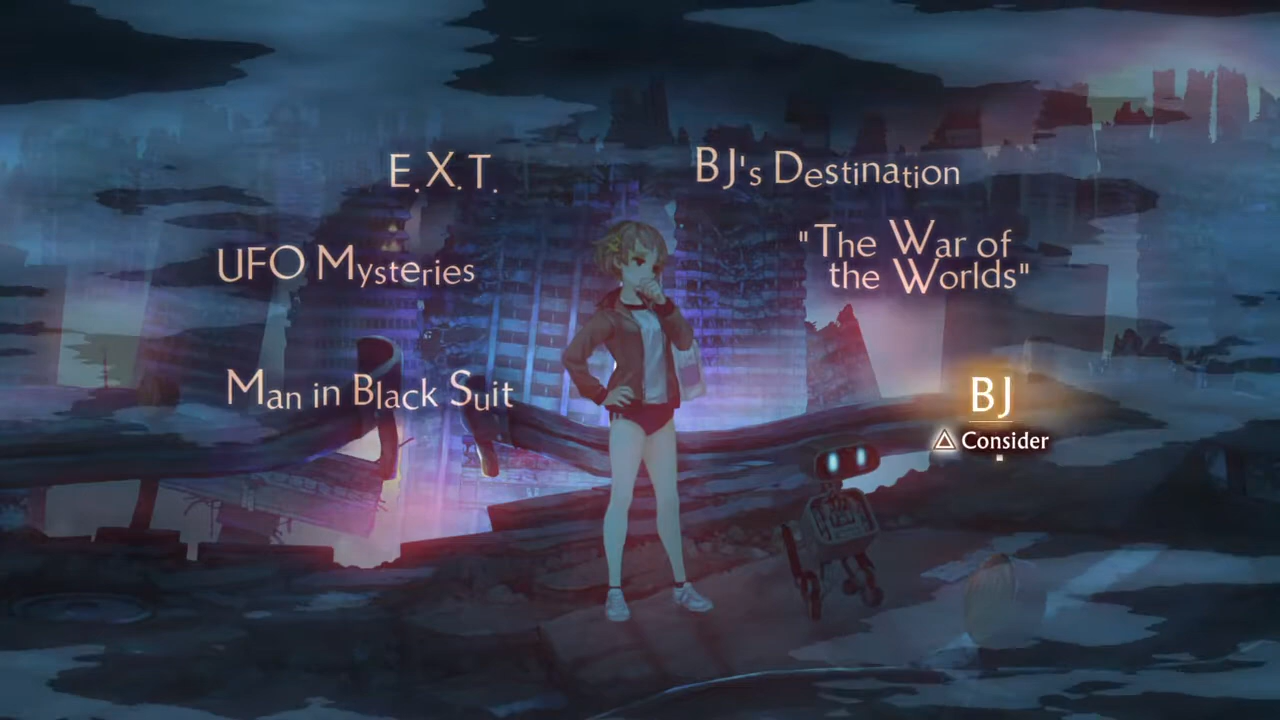 E.X.T.
BJ's Destination
UFO Mysteries
"The War of
the Worlds"
Man in Black Suit
BJ
Consider